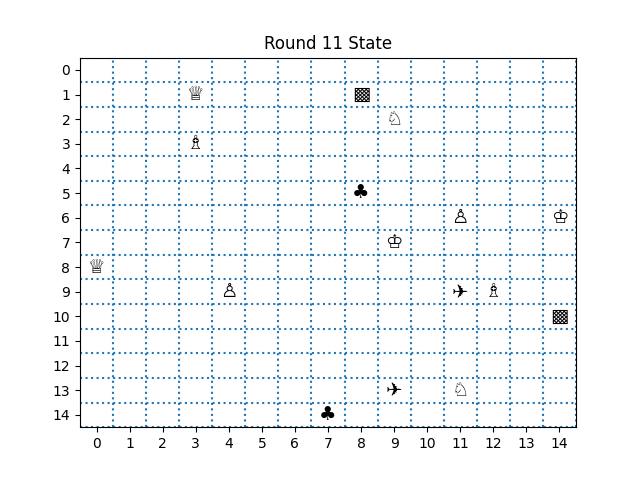 Round 11 State
0
1 ♕ ▩
2 ♘
3 ♗
4
5 ♣
6 ♙ ♔
7 ♔
8 ♕
9 ♙ ✈ ♗
10 ▩
11
12
13 ✈ ♘
14 ♣
0 1 2 3 4 5 6 7 8 9 10 11 12 13 14